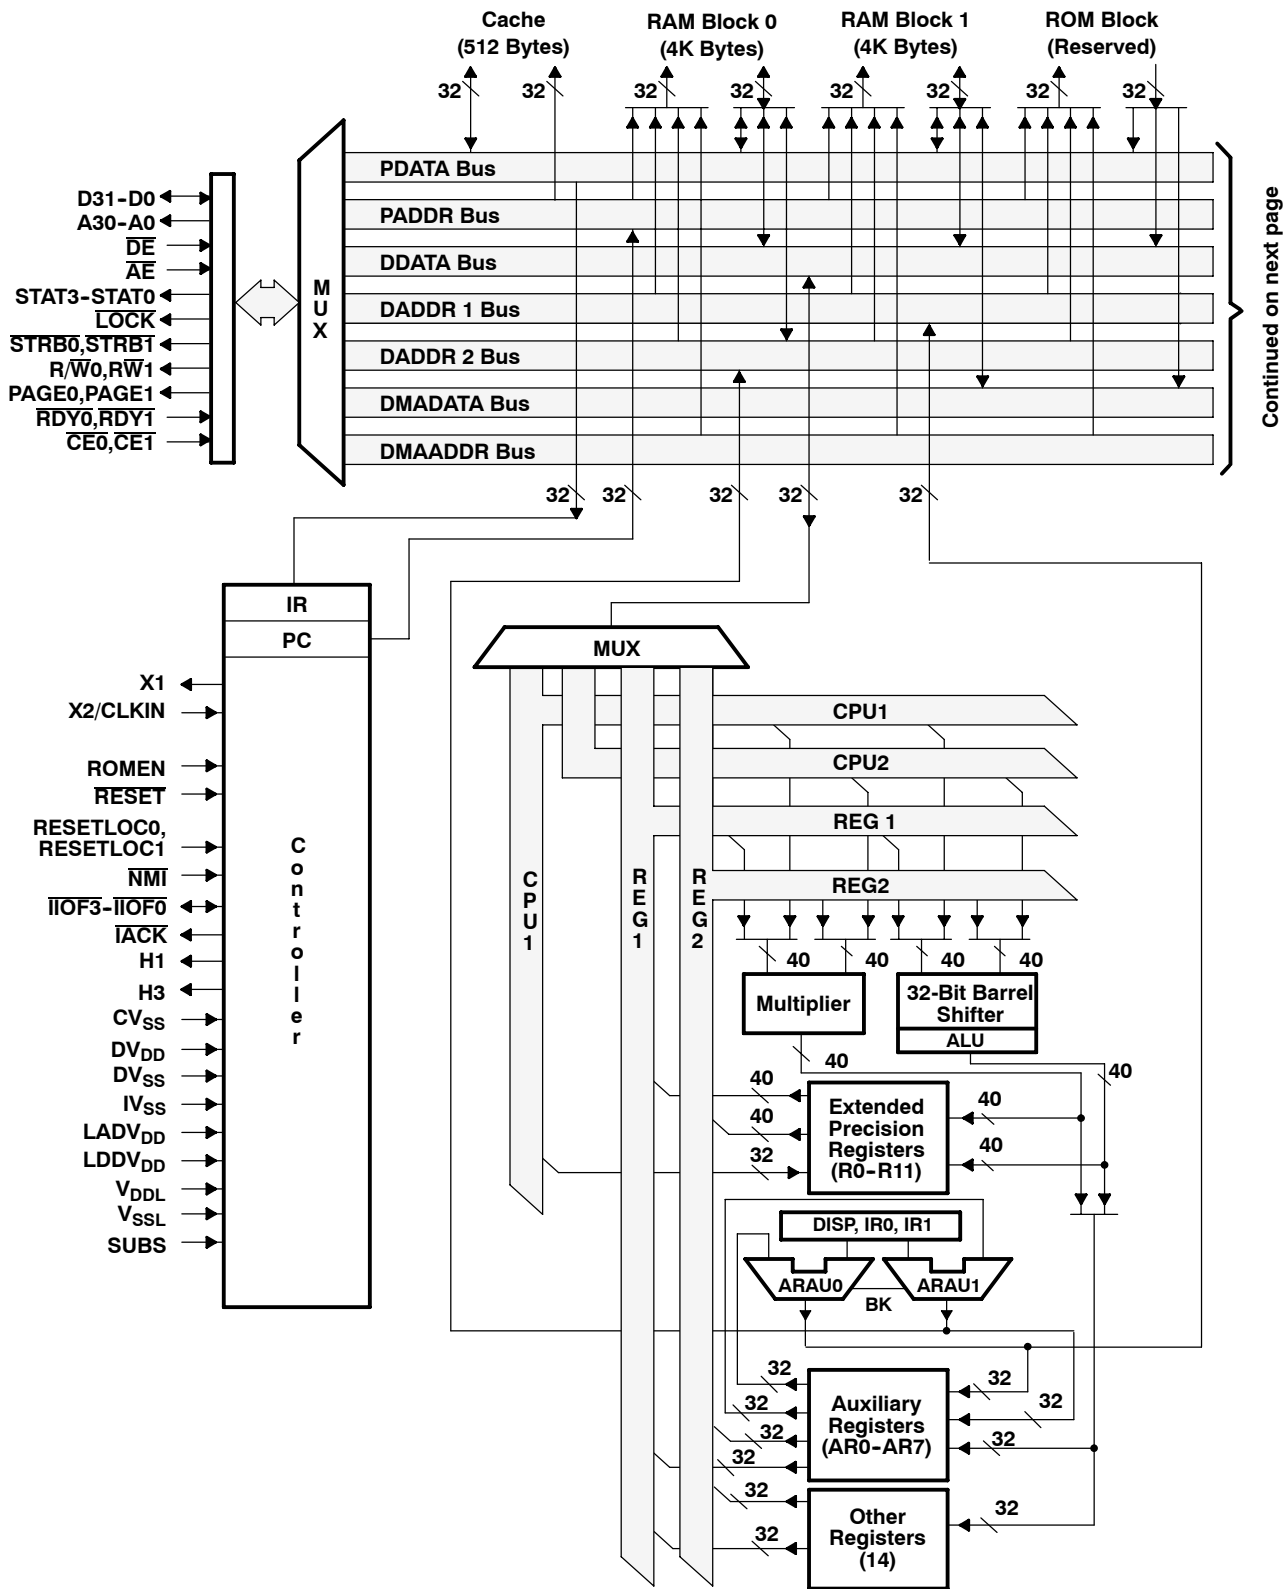 Cache
(512 Bytes)
RAM Block 0
(4K Bytes)
RAM Block 1
(4K Bytes)
ROM Block
(Reserved)
32
32
32
32
32
32
32
32
MUX
PDATA Bus
PADDR Bus
DDATA Bus
DADDR 1 Bus
DADDR 2 Bus
DMADATA Bus
DMAADDR Bus
Continued on next page
D31-D0
A30-A0
DE
AE
STAT3-STAT0
LOCK
STRB0,STRB1
R/W0,RW1
PAGE0,PAGE1
RDY0,RDY1
CE0,CE1
32
32
32
32
32
IR
PC
Controller
X1
X2/CLKIN
ROMEN
RESET
RESETLOC0,
RESETLOC1
NMI
IIOF3-IIOF0
IACK
H1
H3
CVSS
DVDD
DVSS
IVSS
LADVDD
LDDVDD
VDDL
VSSL
SUBS
MUX
CPU1
CPU2
REG 1
REG2
CPU1
REG1
REG2
40
40
40
40
Multiplier
32-Bit Barrel
Shifter
ALU
40
40
40
40
32
Extended
Precision
Registers
(R0-R11)
40
40
DISP, IR0, IR1
ARAU0
BK
ARAU1
32
32
32
32
Auxiliary
Registers
(AR0-AR7)
32
32
32
32
32
Other
Registers
(14)
32